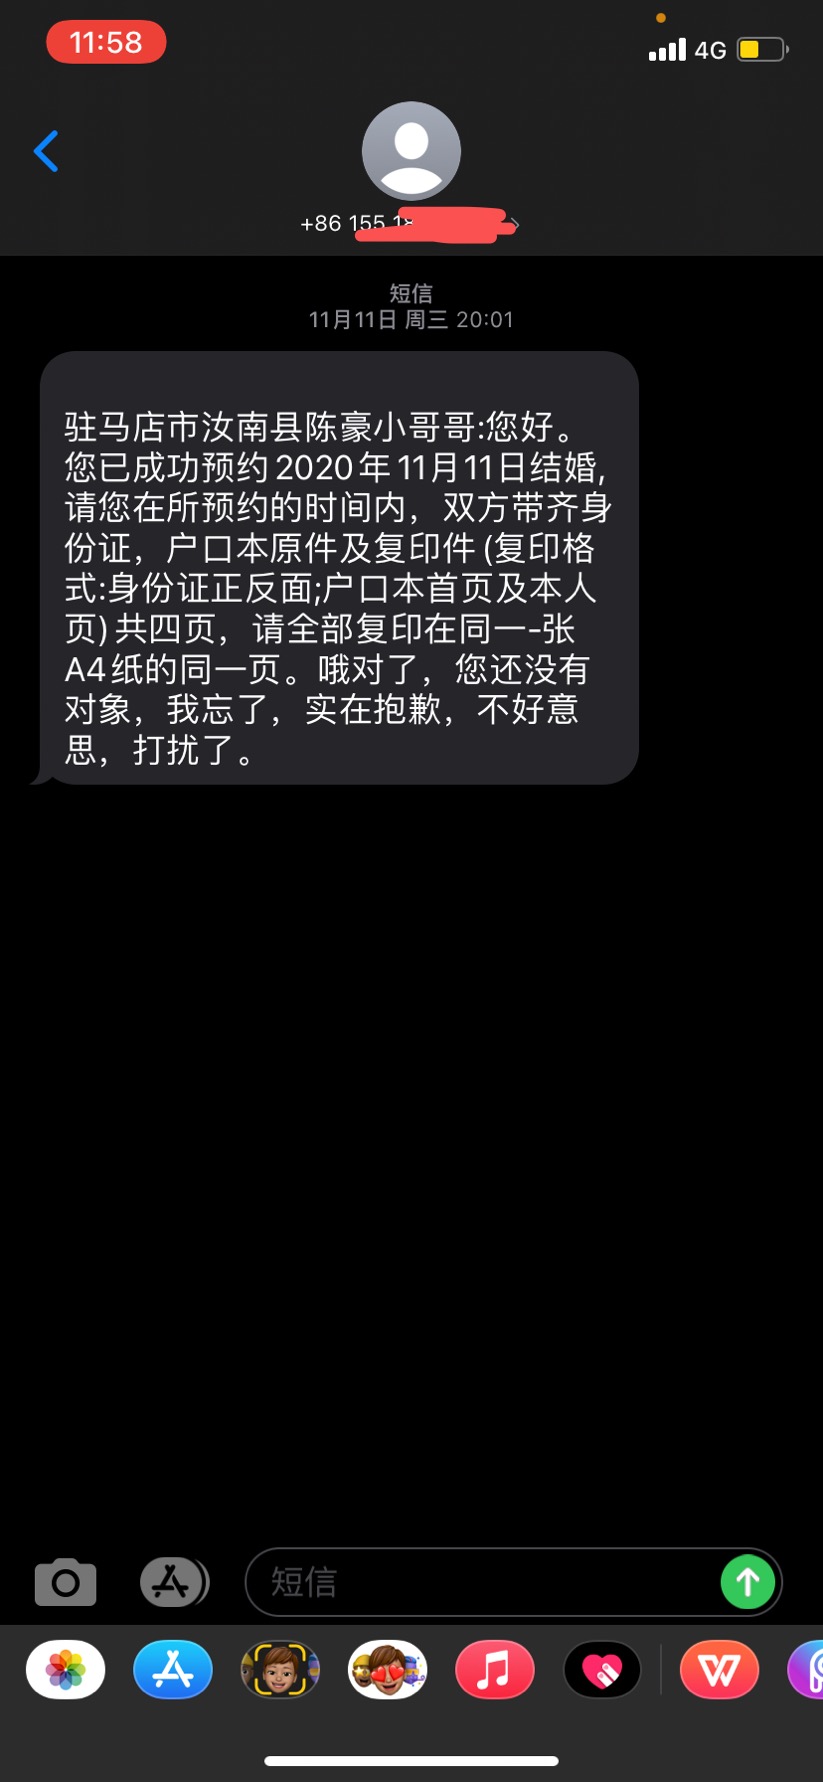 11:58
4G
+86 155 18
短信
11月11日 周三 20:01
驻马店市汝南县陈豪小哥哥:您好。
您已成功预约2020年11月11日结婚,
请您在所预约的时间内，双方带齐身
份证，户口本原件及复印件(复印格
式:身份证正反面;户口本首页及本人
页)共四页，请全部复印在同一-张
A4纸的同一页。哦对了，您还没有
对象，我忘了，实在抱歉，不好意
思，打扰了。
短信